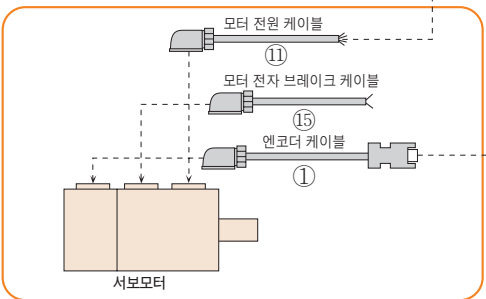 모터 전원 케이블
⑪
모터 전자 브레이크 케이블
⑮
엔코더 케이블
①
서보모터